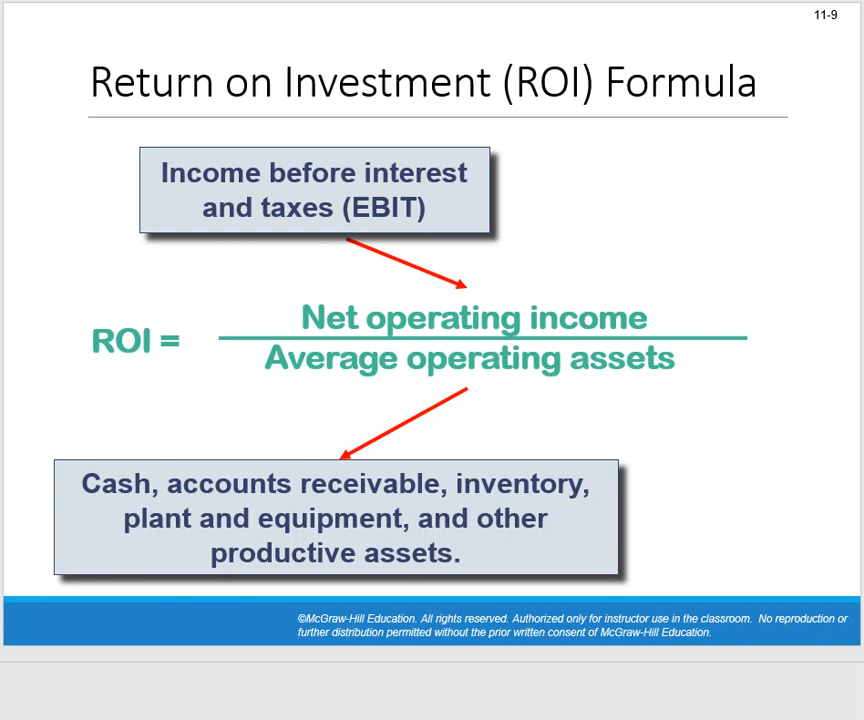 11-9
Return on Investment (ROI) Formula
Income before interest
and taxes (EBIT)
Net operating income
ROI =
Average operating assets
Cash, accounts receivable, inventory,
plant and equipment, and other
productive assets.
©McGraw-Hill Education. All rights reserved. Authorized only for instructor use in the classroom. No reproduction or
further distribution permitted without the prior written consent of McGraw-Hill Education.